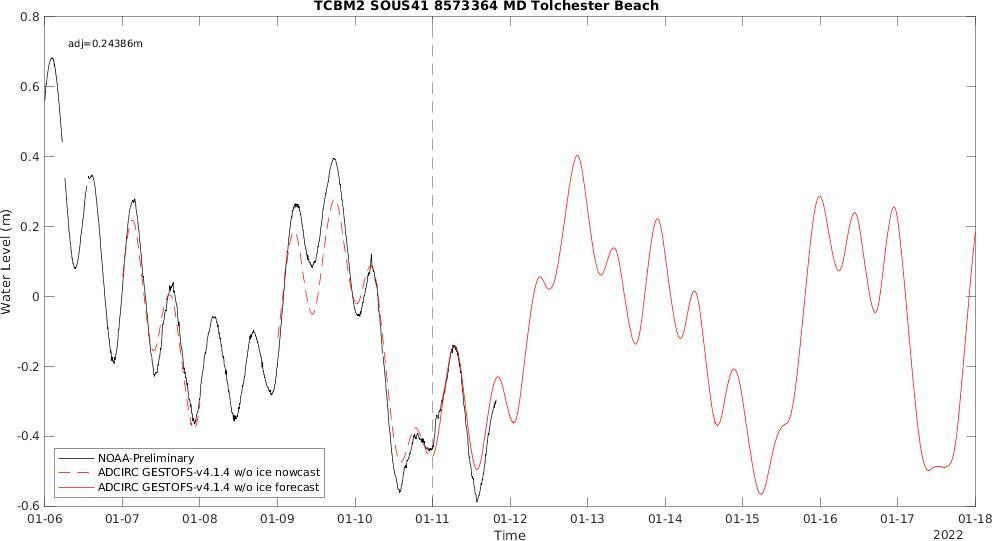 TCBM2 SOUS41 8573364 MD Tolchester Beach
adj=0.24386m
0.8
0.6
0.4
0.2
0
-0.2
-0.4
-0.6
Water Level (m)
NOAA-Preliminary
ADCIRC GESTOFS-v4.1.4 w/o ice nowcast
ADCIRC GESTOFS-v4.1.4 w/o ice forecast
01-06 01-07 01-08 01-09 01-10 01-11 01-12 01-13 01-14 01-15 01-16 01-17 01-18
Time
2022